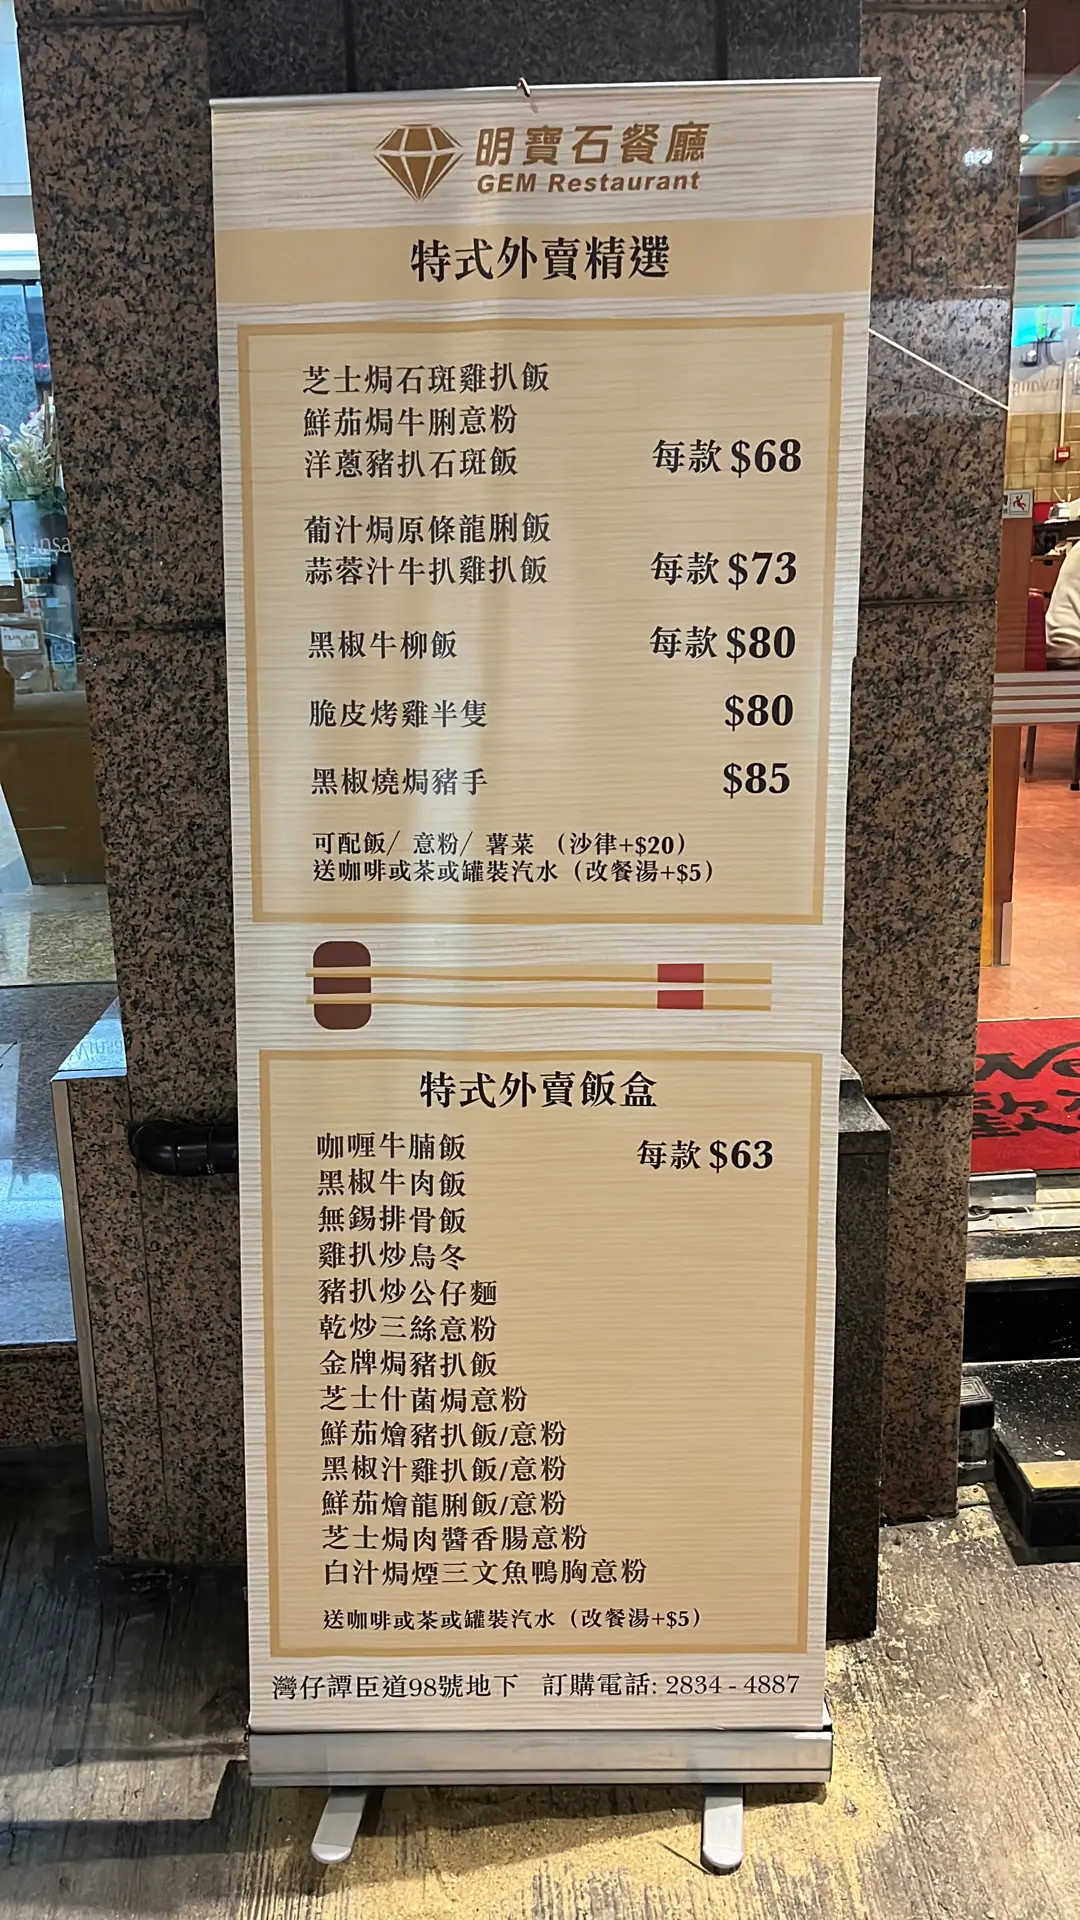 明寶石餐廳
GEM Restaurant
特式外賣精選
芝士焗石斑雞扒飯
鮮茄焗牛脷意粉
洋蔥豬扒石斑飯
每款 $68
葡汁焗原條龍脷飯
蒜蓉汁牛扒雞扒飯
每款 $73
黑椒牛柳飯 每款 $80
脆皮烤雞半隻 $80
黑椒燒焗豬手 $85
可配飯/ 意粉/ 薯菜 （沙律+$20）
送咖啡或茶或罐裝汽水（改餐湯+$5）
特式外賣飯盒
咖喱牛腩飯 每款 $63
黑椒牛肉飯
無錫排骨飯
雞扒炒烏冬
豬扒炒公仔麵
乾炒三絲意粉
金牌焗豬扒飯
芝士什菌焗意粉
鮮茄燴豬扒飯/意粉
黑椒汁雞扒飯/意粉
鮮茄燴龍脷飯/意粉
芝士焗肉醬香腸意粉
白汁焗煙三文魚鴨胸意粉
送咖啡或茶或罐裝汽水（改餐湯+$5）
灣仔譚臣道98號地下 訂購電話: 2834 - 4887